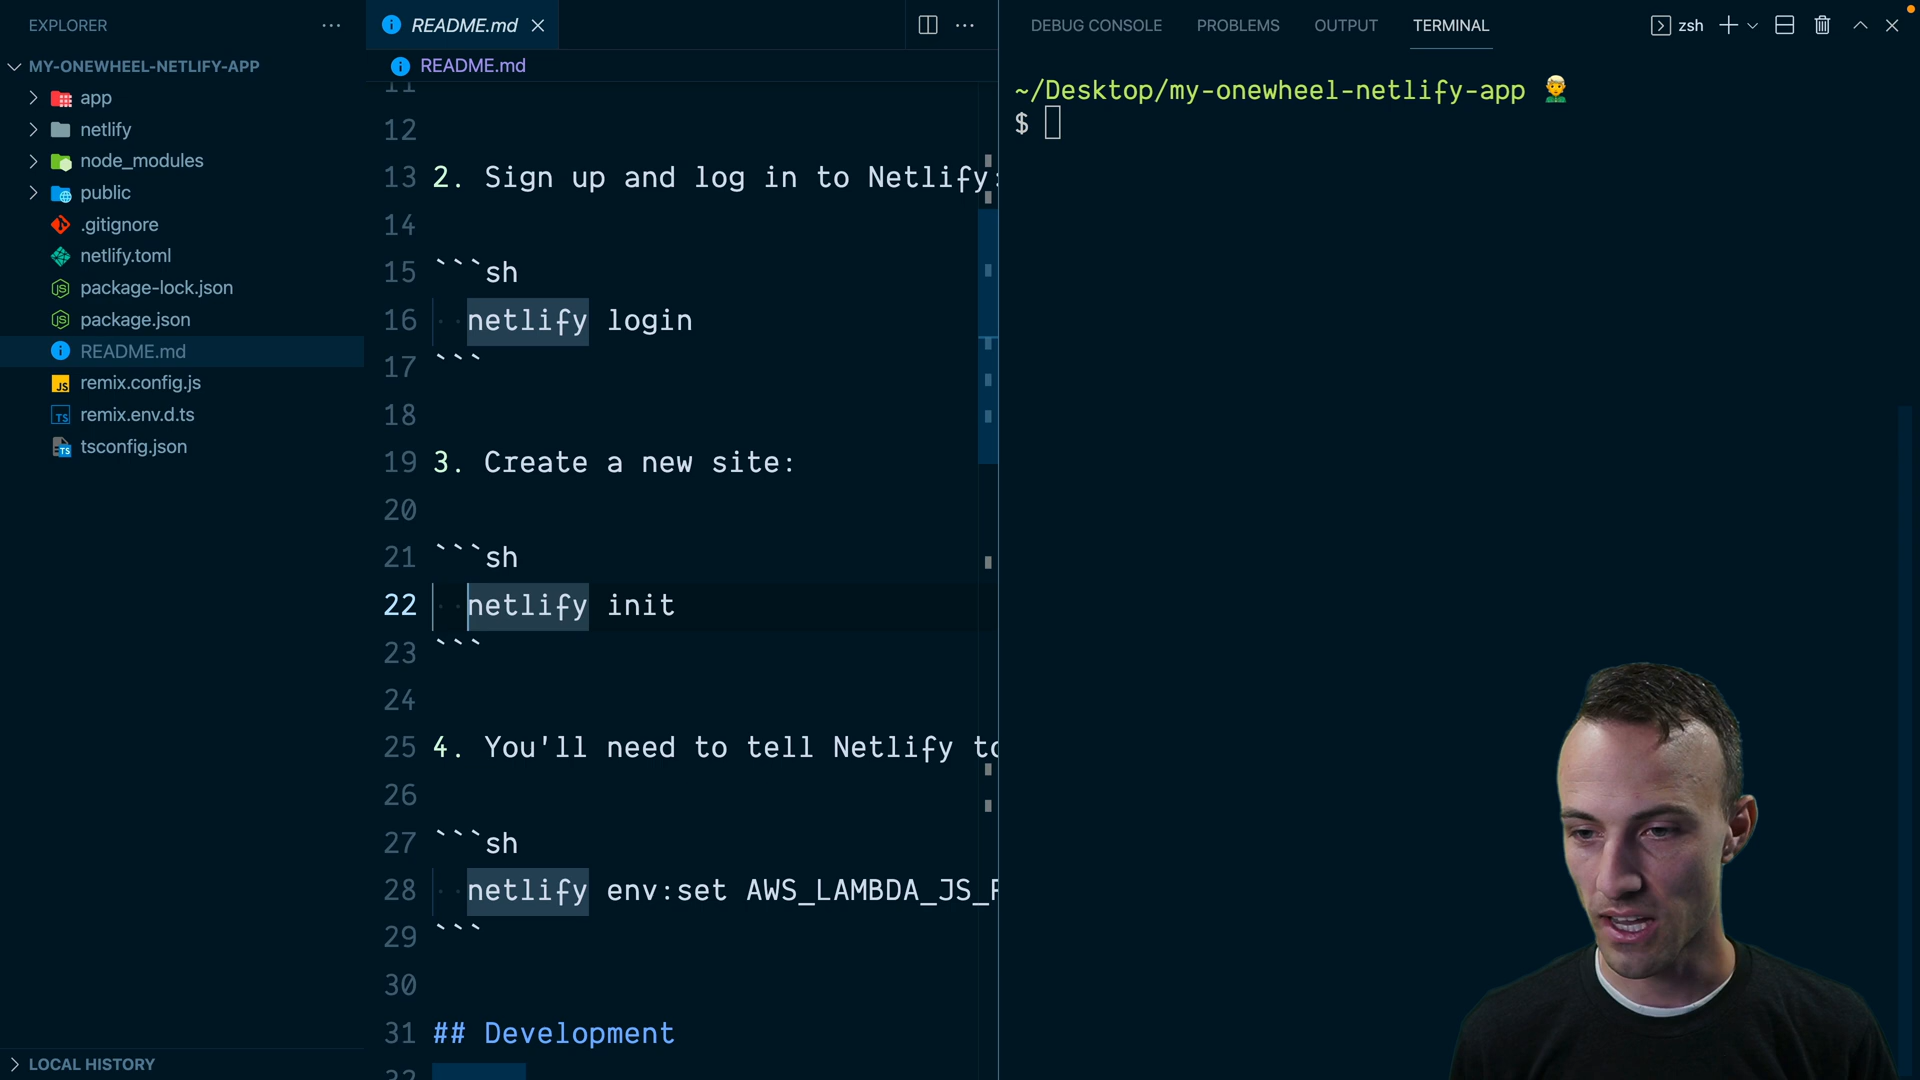 EXPLORER
MY-ONEWHEEL-NETLIFY-APP
app
netlify
node_modules
public
.gitignore
netlify.toml
package-lock.json
package.json
README.md
remix.config.js
remix.env.d.ts
tsconfig.json
LOCAL HISTORY
README.md
README.md
11
12
13 2. Sign up and log in to Netlify:
14
15 ```sh
16 netlify login
17 ```
18
19 3. Create a new site:
20
21 ```sh
22 netlify init
23 ```
24
25 4. You'll need to tell Netlify to
26
27 ```sh
28 netlify env:set AWS_LAMBDA_JS_R
29 ```
30
31 ## Development
32
DEBUG CONSOLE PROBLEMS OUTPUT TERMINAL zsh
~/Desktop/my-onewheel-netlify-app
$